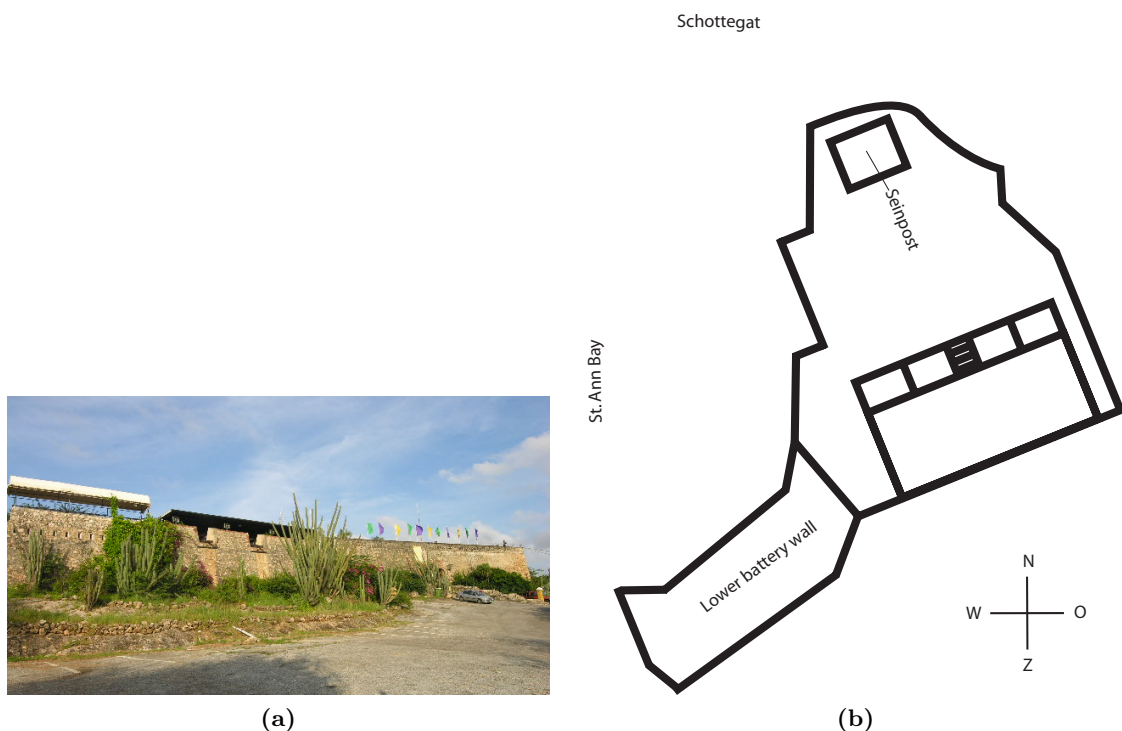 Schottegat
Seinpost
St. Ann Bay
Lower battery wall
N
W
O
Z
(a)
(b)